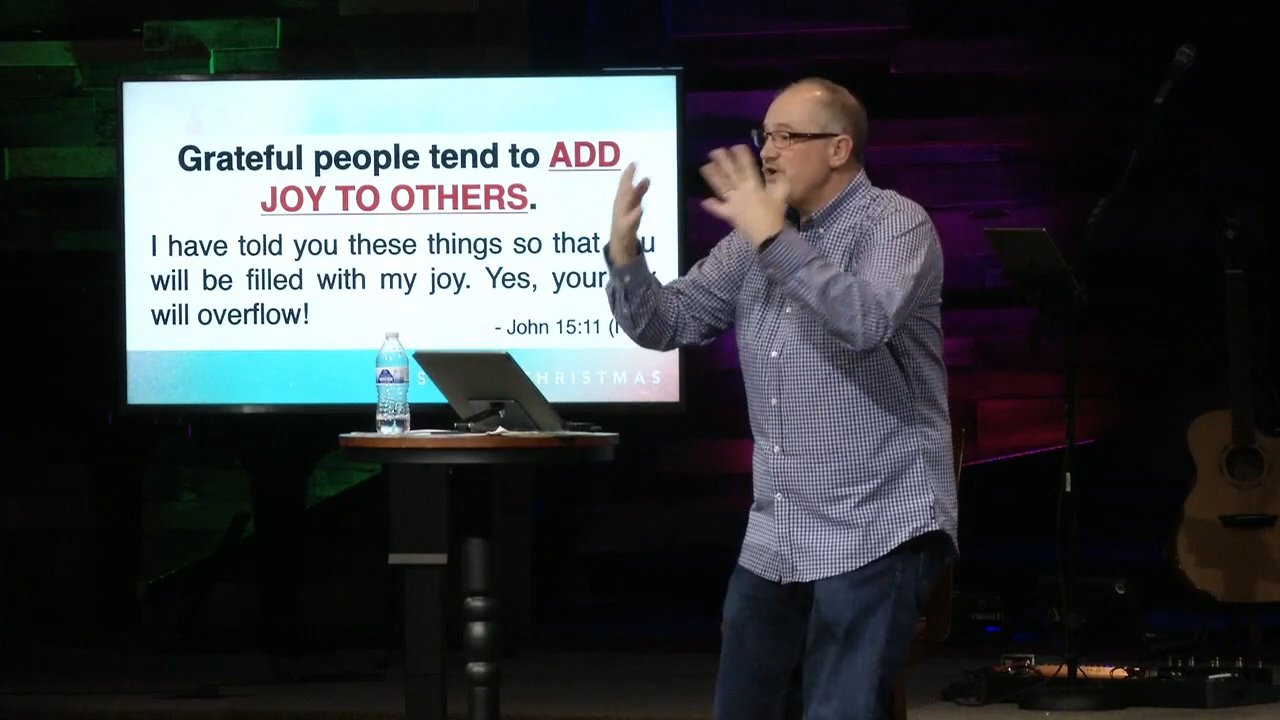 Grateful people tend to ADD
JOY TO OTHERS.
I have told you these things so that
will be filled with my joy. Yes, your
will overflow!
- John 15:11